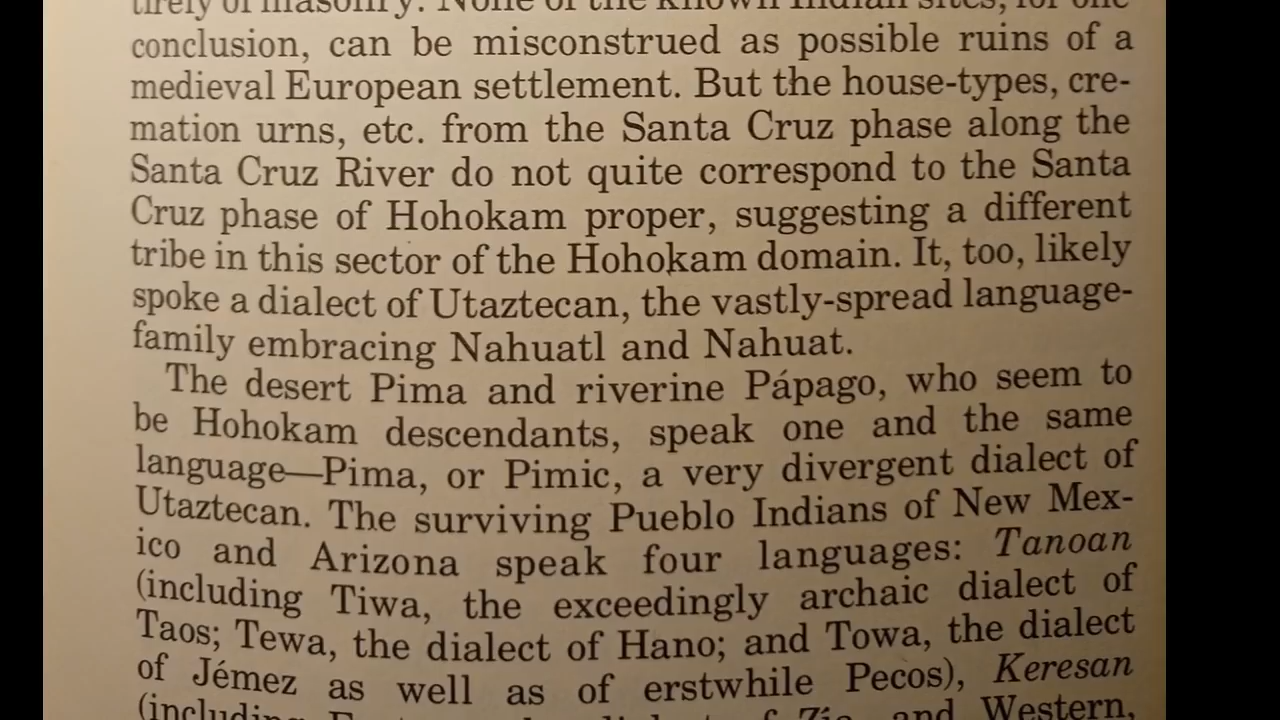 tirely of masonry. None of the known Indian sites, for one
conclusion, can be misconstrued as possible ruins of a
medieval European settlement. But the house-types, cre-
mation urns, etc. from the Santa Cruz phase along the
Santa Cruz River do not quite correspond to the Santa
Cruz phase of Hohokam proper, suggesting a different
tribe in this sector of the Hohokam domain. It, too, likely
spoke a dialect of Utaztecan, the vastly-spread language-
family embracing Nahuatl and Nahuat.
The desert Pima and riverine Pápago, who seem to
be Hohokam descendants, speak one and the same
language—Pima, or Pimic, a very divergent dialect of
Utaztecan. The surviving Pueblo Indians of New Mex-
ico and Arizona speak four languages: Tanoan
(including Tiwa, the exceedingly archaic dialect of
Taos; Tewa, the dialect of Hano; and Towa, the dialect
of Jémez as well as of erstwhile Pecos), Keresan
(including of Zía and Western,